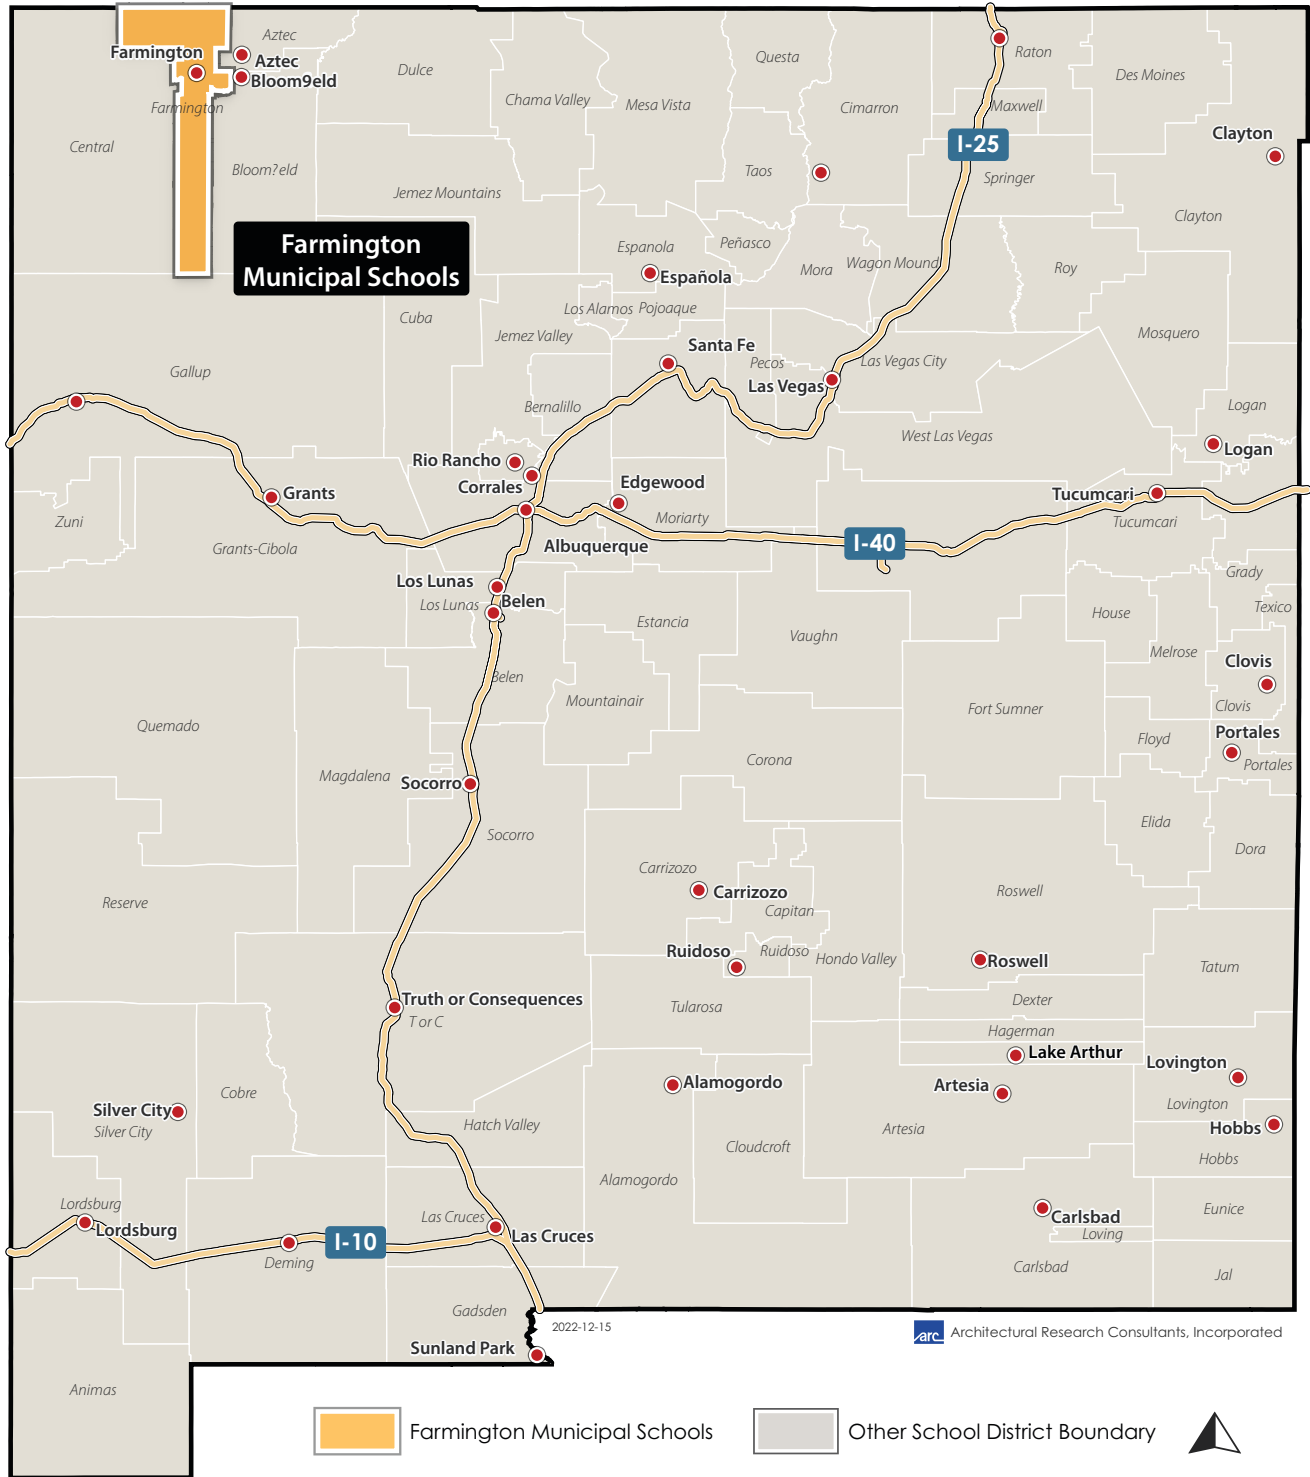 Aztec
Farmington
Aztec
Bloom9eld
Farmington
Central
Bloom?eld
Dulce
Chama Valley
Mesa Vista
Questa
Cimarron
Raton
Maxwell
Des Moines
Clayton
I-25
Taos
Springer
Jemez Mountains
Clayton
Farmington
Municipal Schools
Espanola
Peñasco
Mora
Wagon Mound
Roy
Española
Los Alamos
Pojoaque
Cuba
Jemez Valley
Mosquero
Santa Fe
Pecos
Las Vegas City
Gallup
Las Vegas
Bernalillo
Logan
West Las Vegas
Logan
Rio Rancho
Corrales
Edgewood
Grants
Tucumcari
Zuni
Moriarty
Tucumcari
Grants-Cibola
Albuquerque
I-40
Grady
Los Lunas
Belen
Los Lunas
Texico
House
Estancia
Vaughn
Melrose
Clovis
Belen
Mountainair
Fort Sumner
Clovis
Quemado
Portales
Floyd
Corona
Portales
Magdalena
Socorro
Elida
Socorro
Dora
Carrizozo
Carrizozo
Roswell
Reserve
Capitan
Ruidoso
Ruidoso
Hondo Valley
Roswell
Tatum
Truth or Consequences
T or C
Tularosa
Dexter
Hagerman
Lake Arthur
Lovington
Alamogordo
Artesia
Cobre
Silver City
Silver City
Lovington
Hatch Valley
Cloudcroft
Artesia
Hobbs
Hobbs
Alamogordo
Lordsburg
Lordsburg
Las Cruces
Las Cruces
I-10
Deming
Carlsbad
Loving
Eunice
Carlsbad
Jal
Gadsden
2022-12-15
arc Architectural Research Consultants, Incorporated
Sunland Park
Animas
Farmington Municipal Schools
Other School District Boundary